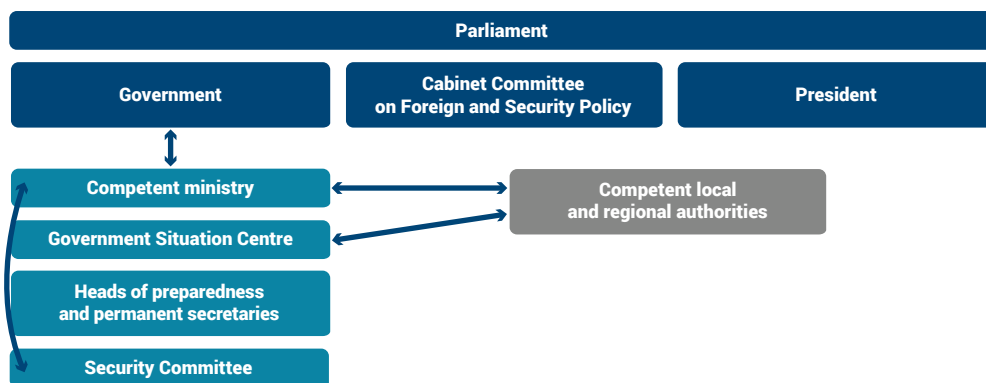 Parliament
Government
Cabinet Committee
on Foreign and Security Policy
President
Competent ministry
Competent local
and regional authorities
Government Situation Centre
Heads of preparedness
and permanent secretaries
Security Committee